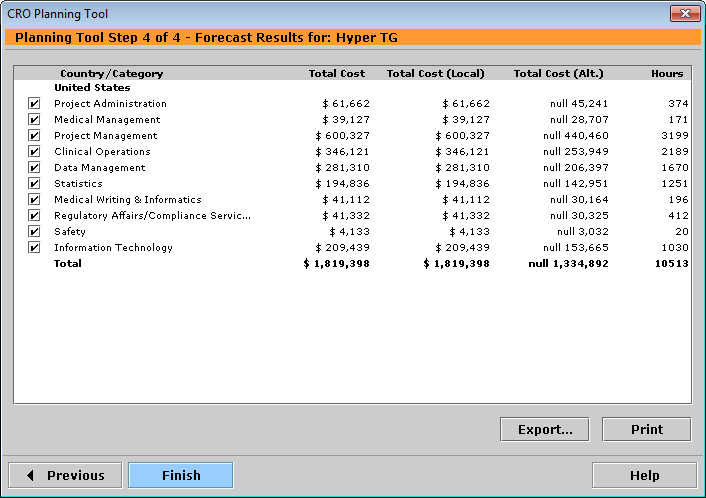 CRO Planning Tool
Planning Tool Step 4 of 4 - Forecast Results for: Hyper TG
Country/Category Total Cost Total Cost (Local) Total Cost (Alt.) Hours
United States
Project Administration $ 61,662 $ 61,662 null 45,241 374
Medical Management $ 39,127 $ 39,127 null 28,707 171
Project Management $ 600,327 $ 600,327 null 440,460 3199
Clinical Operations $ 346,121 $ 346,121 null 253,949 2189
Data Management $ 281,310 $ 281,310 null 206,397 1670
Statistics $ 194,836 $ 194,836 null 142,951 1251
Medical Writing & Informatics $ 41,112 $ 41,112 null 30,164 196
Regulatory Affairs/Compliance Servic... $ 41,332 $ 41,332 null 30,325 412
Safety $ 4,133 $ 4,133 null 3,032 20
Information Technology $ 209,439 $ 209,439 null 153,665 1030
Total $ 1,819,398 $ 1,819,398 null 1,334,892 10513
Export... Print
Previous Finish Help